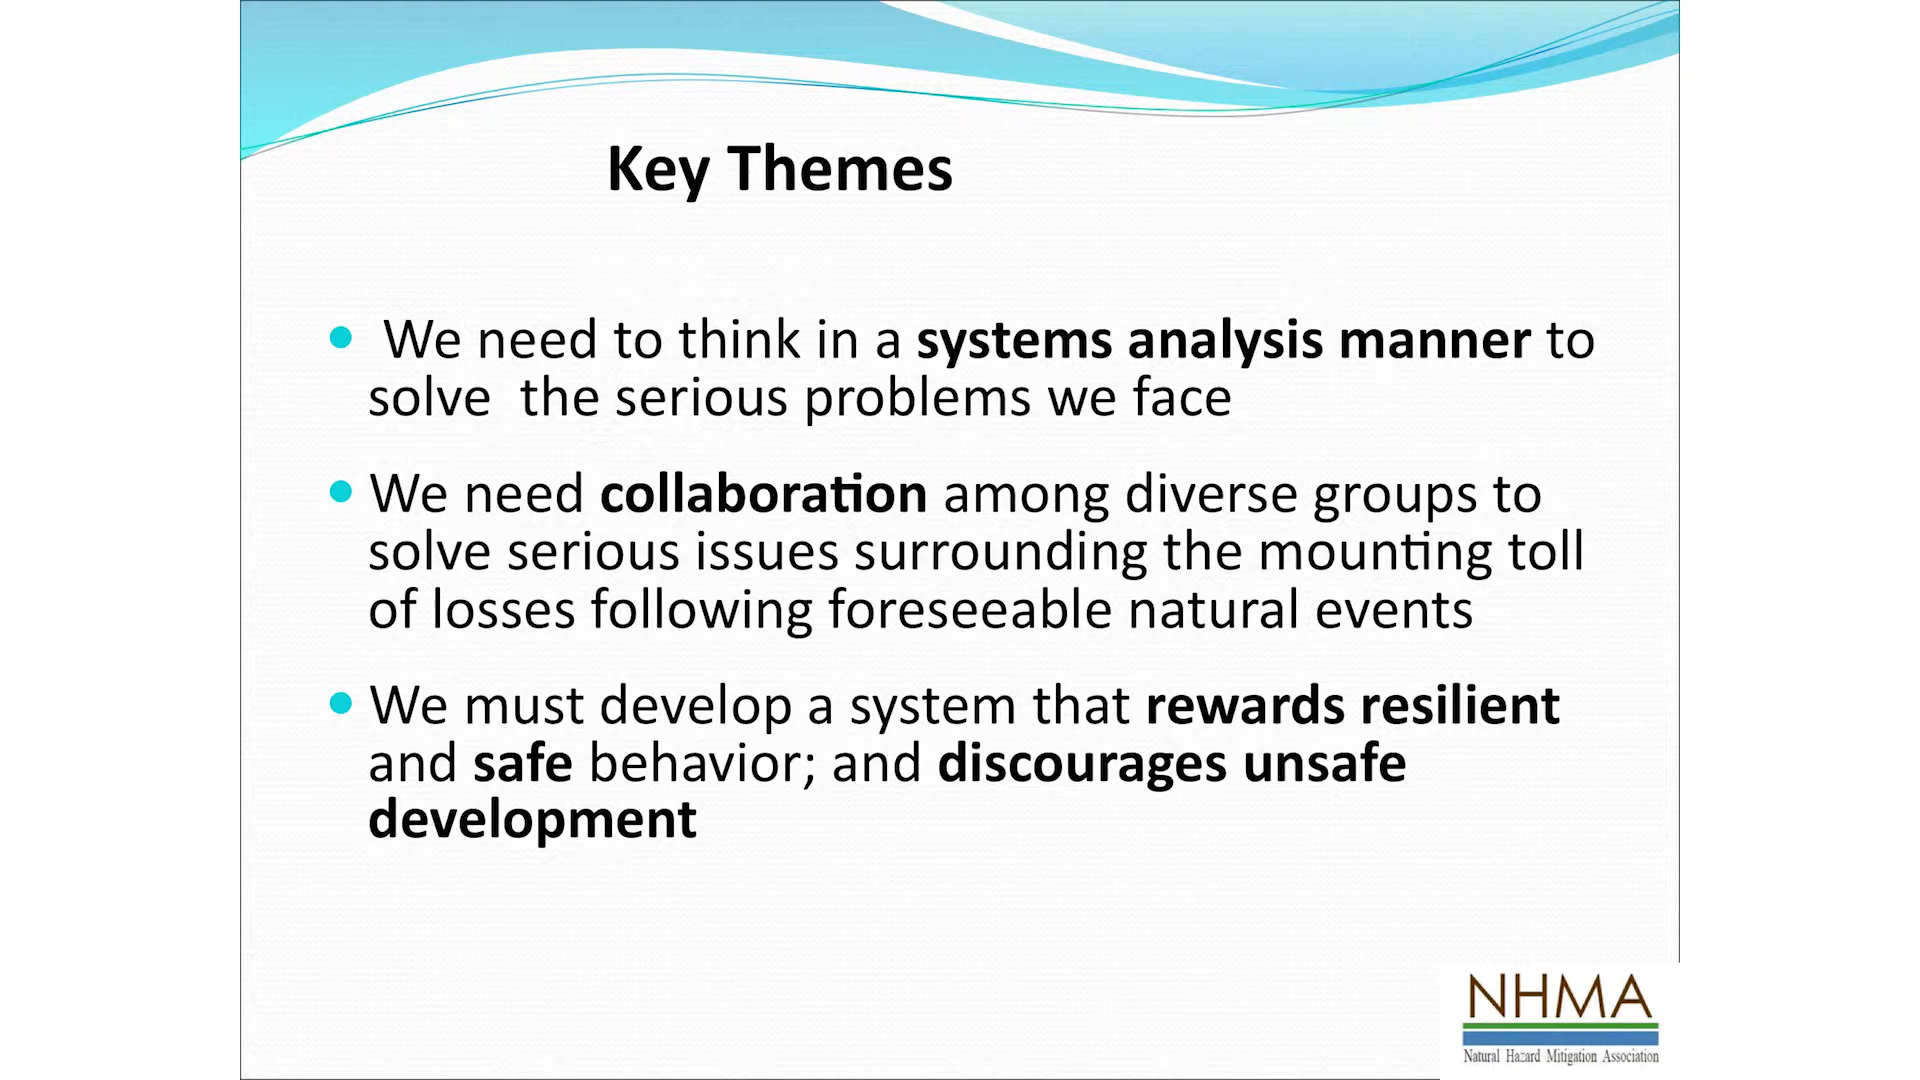 Key Themes
We need to think in a systems analysis manner to
solve the serious problems we face
We need collaboration among diverse groups to
solve serious issues surrounding the mounting toll
of losses following foreseeable natural events
We must develop a system that rewards resilient
and safe behavior; and discourages unsafe
development
NHMA
Natural Hazard Mitigation Association